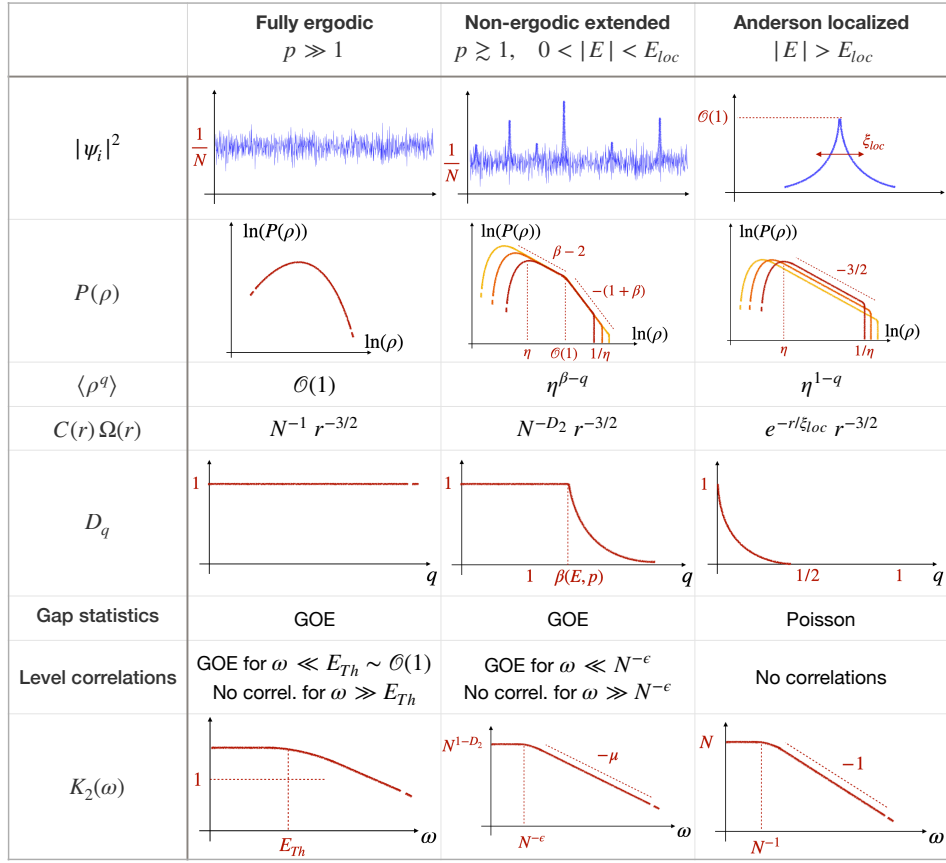 Fully ergodic
p ≫ 1
Non-ergodic extended
p ≳ 1, 0 < |E| < E_loc
Anderson localized
|E| > E_loc
|ψ_i|²
1/N
1/N
𝒪(1)
ξ_loc
P(ρ)
ln(P(ρ))
ln(ρ)
ln(P(ρ))
β − 2
−(1 + β)
ln(ρ)
η
𝒪(1)
1/η
ln(P(ρ))
−3/2
ln(ρ)
η
1/η
⟨ρ^q⟩
𝒪(1)
η^{β−q}
η^{1−q}
C(r) Ω(r)
N^{−1} r^{−3/2}
N^{−D_2} r^{−3/2}
e^{−r/ξ_loc} r^{−3/2}
D_q
1
q
1
1
β(E, p)
q
1
1/2
1
q
Gap statistics
GOE
GOE
Poisson
Level correlations
GOE for ω ≪ E_Th ∼ 𝒪(1)
No correl. for ω ≫ E_Th
GOE for ω ≪ N^{−ϵ}
No correl. for ω ≫ N^{−ϵ}
No correlations
K_2(ω)
1
E_Th
ω
N^{1−D_2}
−μ
N^{−ϵ}
ω
N
−1
N^{−1}
ω